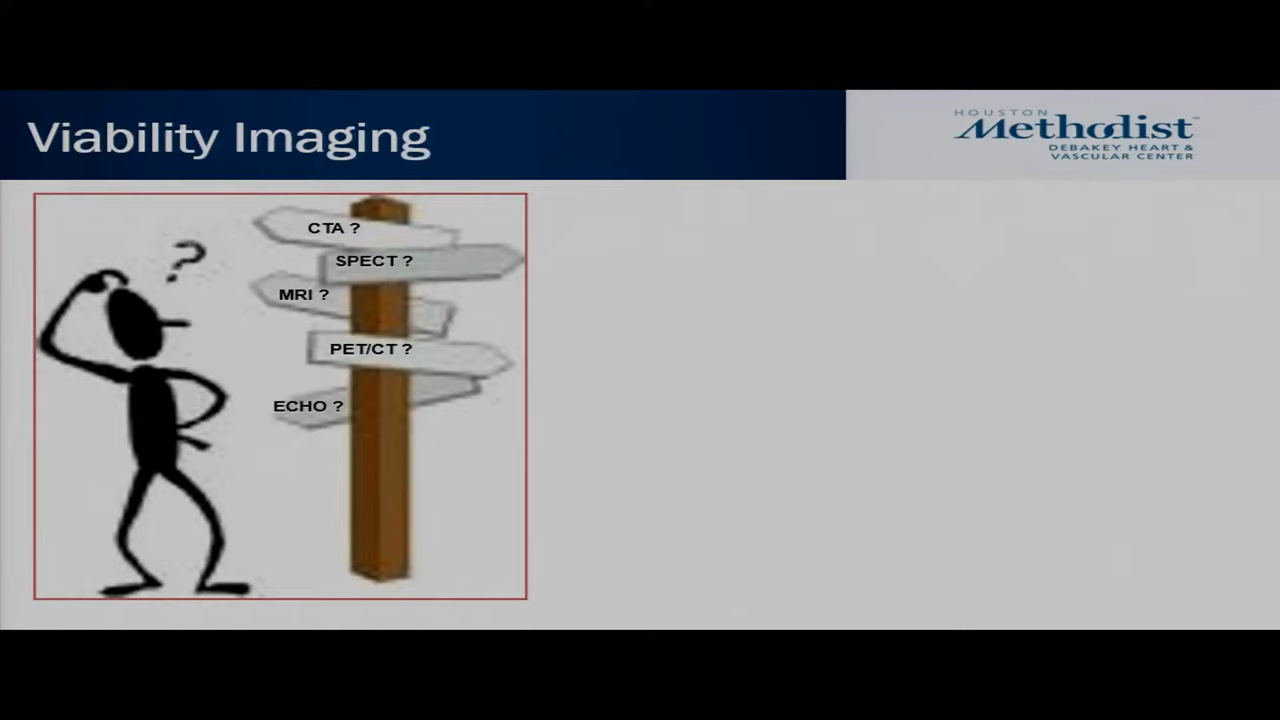 Viability Imaging
HOUSTON
Methodist
DEBAKEY HEART &
VASCULAR CENTER
?
CTA ?
SPECT ?
MRI ?
PET/CT ?
ECHO ?